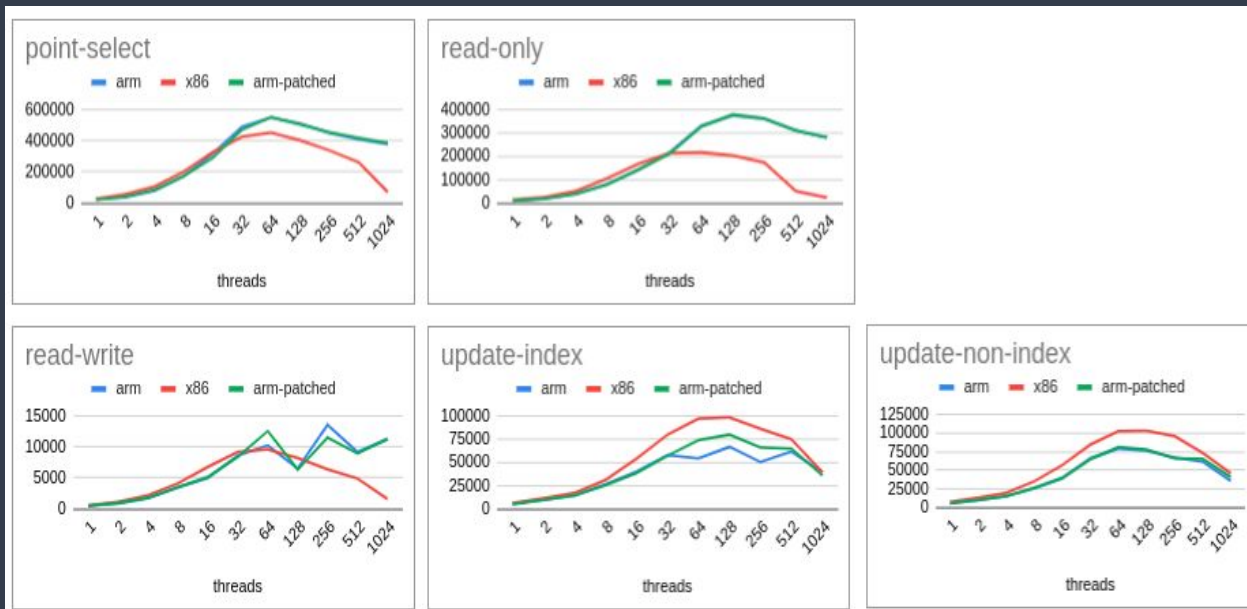 point-select
arm x86 arm-patched
600000
400000
200000
0
1 2 4 8 16 32 64 128 256 512 1024
threads
read-only
arm x86 arm-patched
400000
300000
200000
100000
0
1 2 4 8 16 32 64 128 256 512 1024
threads
read-write
arm x86 arm-patched
15000
10000
5000
0
1 2 4 8 16 32 64 128 256 512 1024
threads
update-index
arm x86 arm-patched
100000
75000
50000
25000
0
1 2 4 8 16 32 64 128 256 512 1024
threads
update-non-index
arm x86 arm-patched
125000
100000
75000
50000
25000
0
1 2 4 8 16 32 64 128 256 512 1024
threads